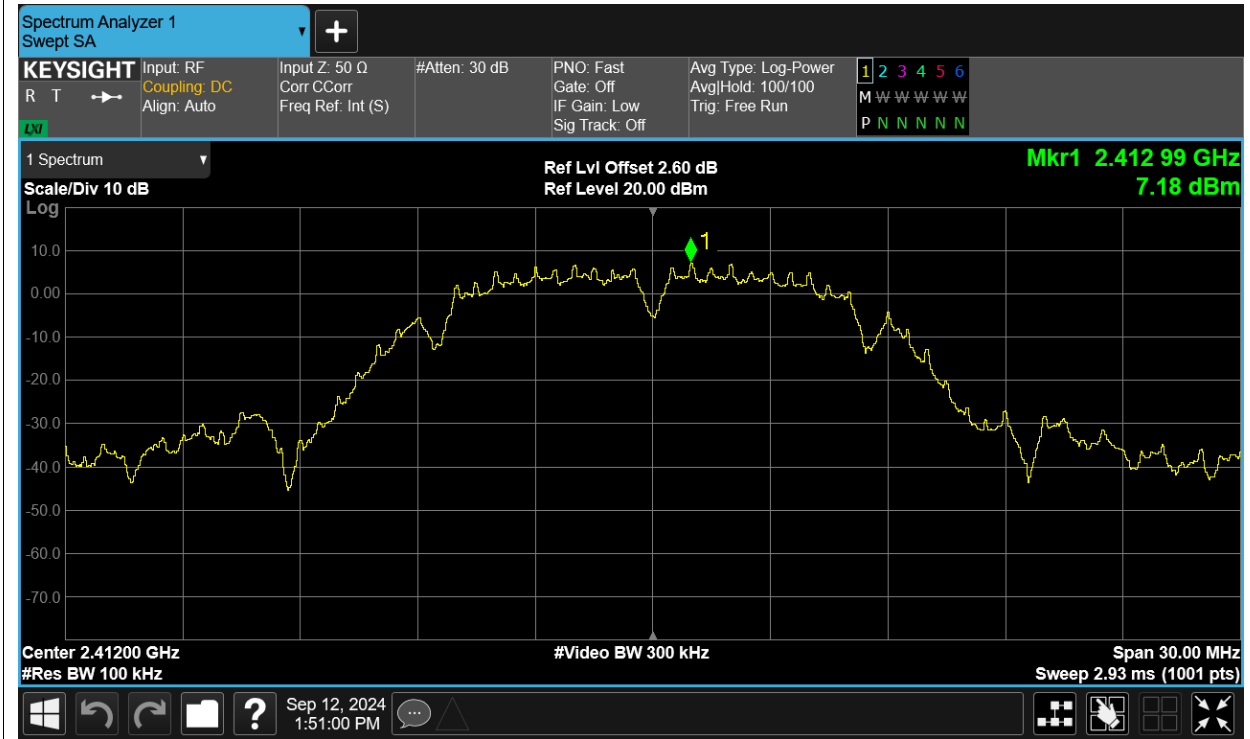 Spectrum Analyzer 1
Swept SA
+
KEYSIGHT
R T
LXI
Input: RF
Coupling: DC
Align: Auto
Input Z: 50 Ω
Corr CCorr
Freq Ref: Int (S)
#Atten: 30 dB
PNO: Fast
Gate: Off
IF Gain: Low
Sig Track: Off
Avg Type: Log-Power
Avg|Hold: 100/100
Trig: Free Run
1 2 3 4 5 6
M W W W W W
P N N N N N
1 Spectrum
Scale/Div 10 dB
Log
Ref Lvl Offset 2.60 dB
Ref Level 20.00 dBm
Mkr1 2.412 99 GHz
7.18 dBm
1
10.0
0.00
-10.0
-20.0
-30.0
-40.0
-50.0
-60.0
-70.0
Center 2.41200 GHz
#Res BW 100 kHz
#Video BW 300 kHz
Span 30.00 MHz
Sweep 2.93 ms (1001 pts)
?
Sep 12, 2024
1:51:00 PM